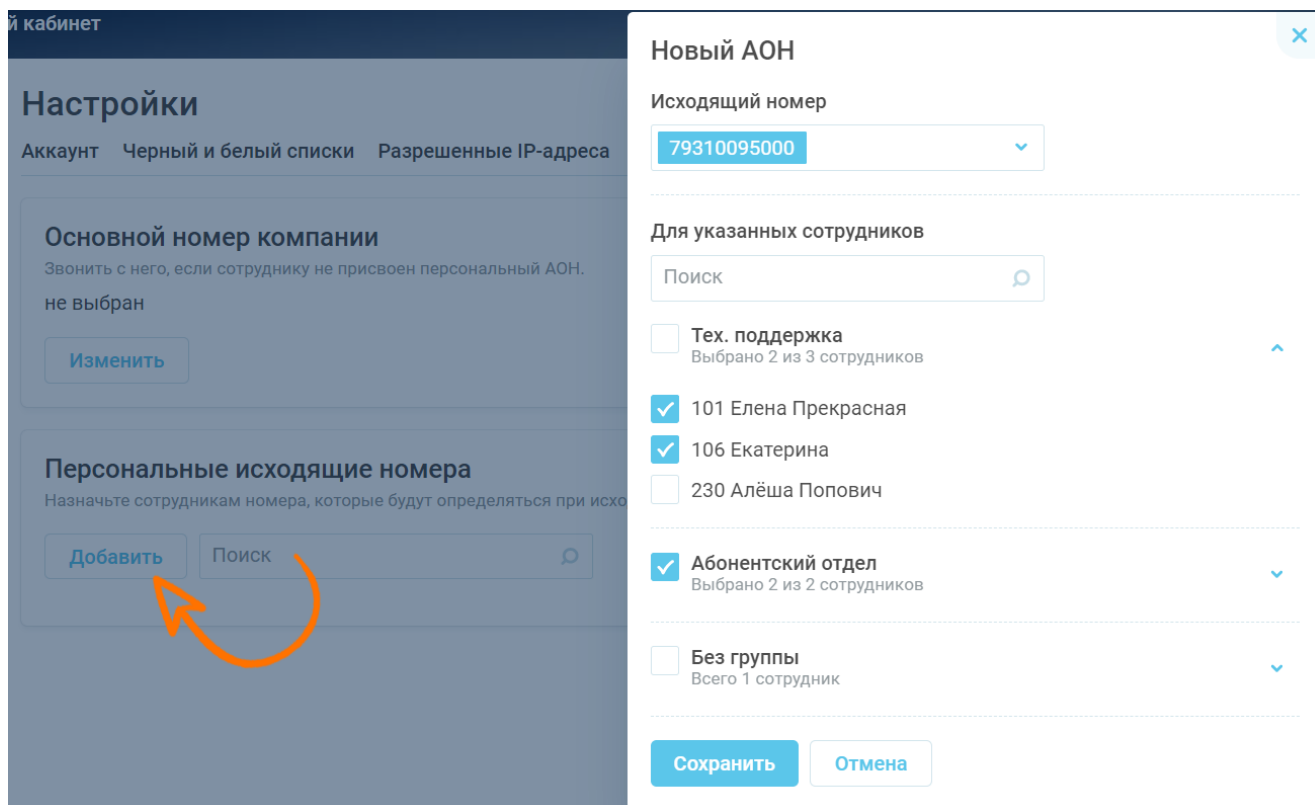 й кабинет
Настройки
Аккаунт Черный и белый списки Разрешенные IP-адреса
Основной номер компании
Звонить с него, если сотруднику не присвоен персональный АОН.
не выбран
Изменить
Персональные исходящие номера
Назначьте сотрудникам номера, которые будут определяться при исхо
Добавить Поиск
Новый АОН
Исходящий номер
79310095000
Для указанных сотрудников
Поиск
Тех. поддержка
Выбрано 2 из 3 сотрудников
101 Елена Прекрасная
106 Екатерина
230 Алёша Попович
Абонентский отдел
Выбрано 2 из 2 сотрудников
Без группы
Всего 1 сотрудник
Сохранить Отмена